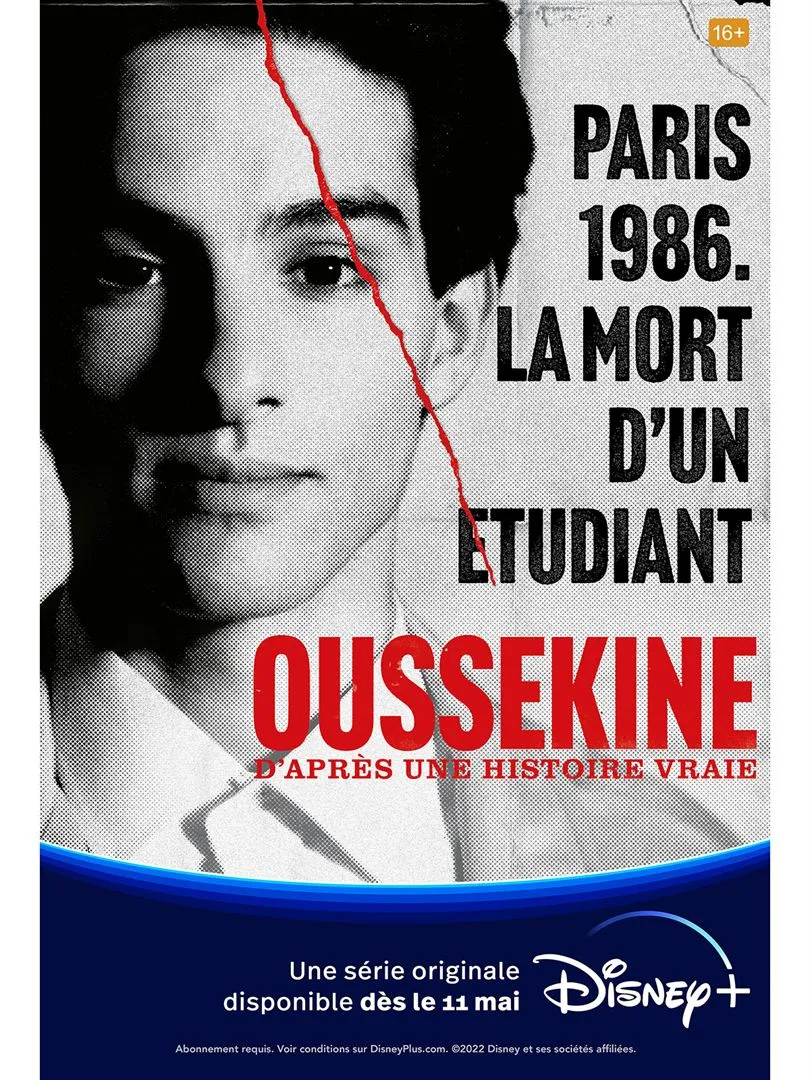 16+
PARIS
1986.
LA MORT
D'UN
ETUDIANT
OUSSEKINE
D'APRÈS UNE HISTOIRE VRAIE
Une série originale
disponible dès le 11 mai
Disney+
Abonnement requis. Voir conditions sur DisneyPlus.com. ©2022 Disney et ses sociétés affiliées.